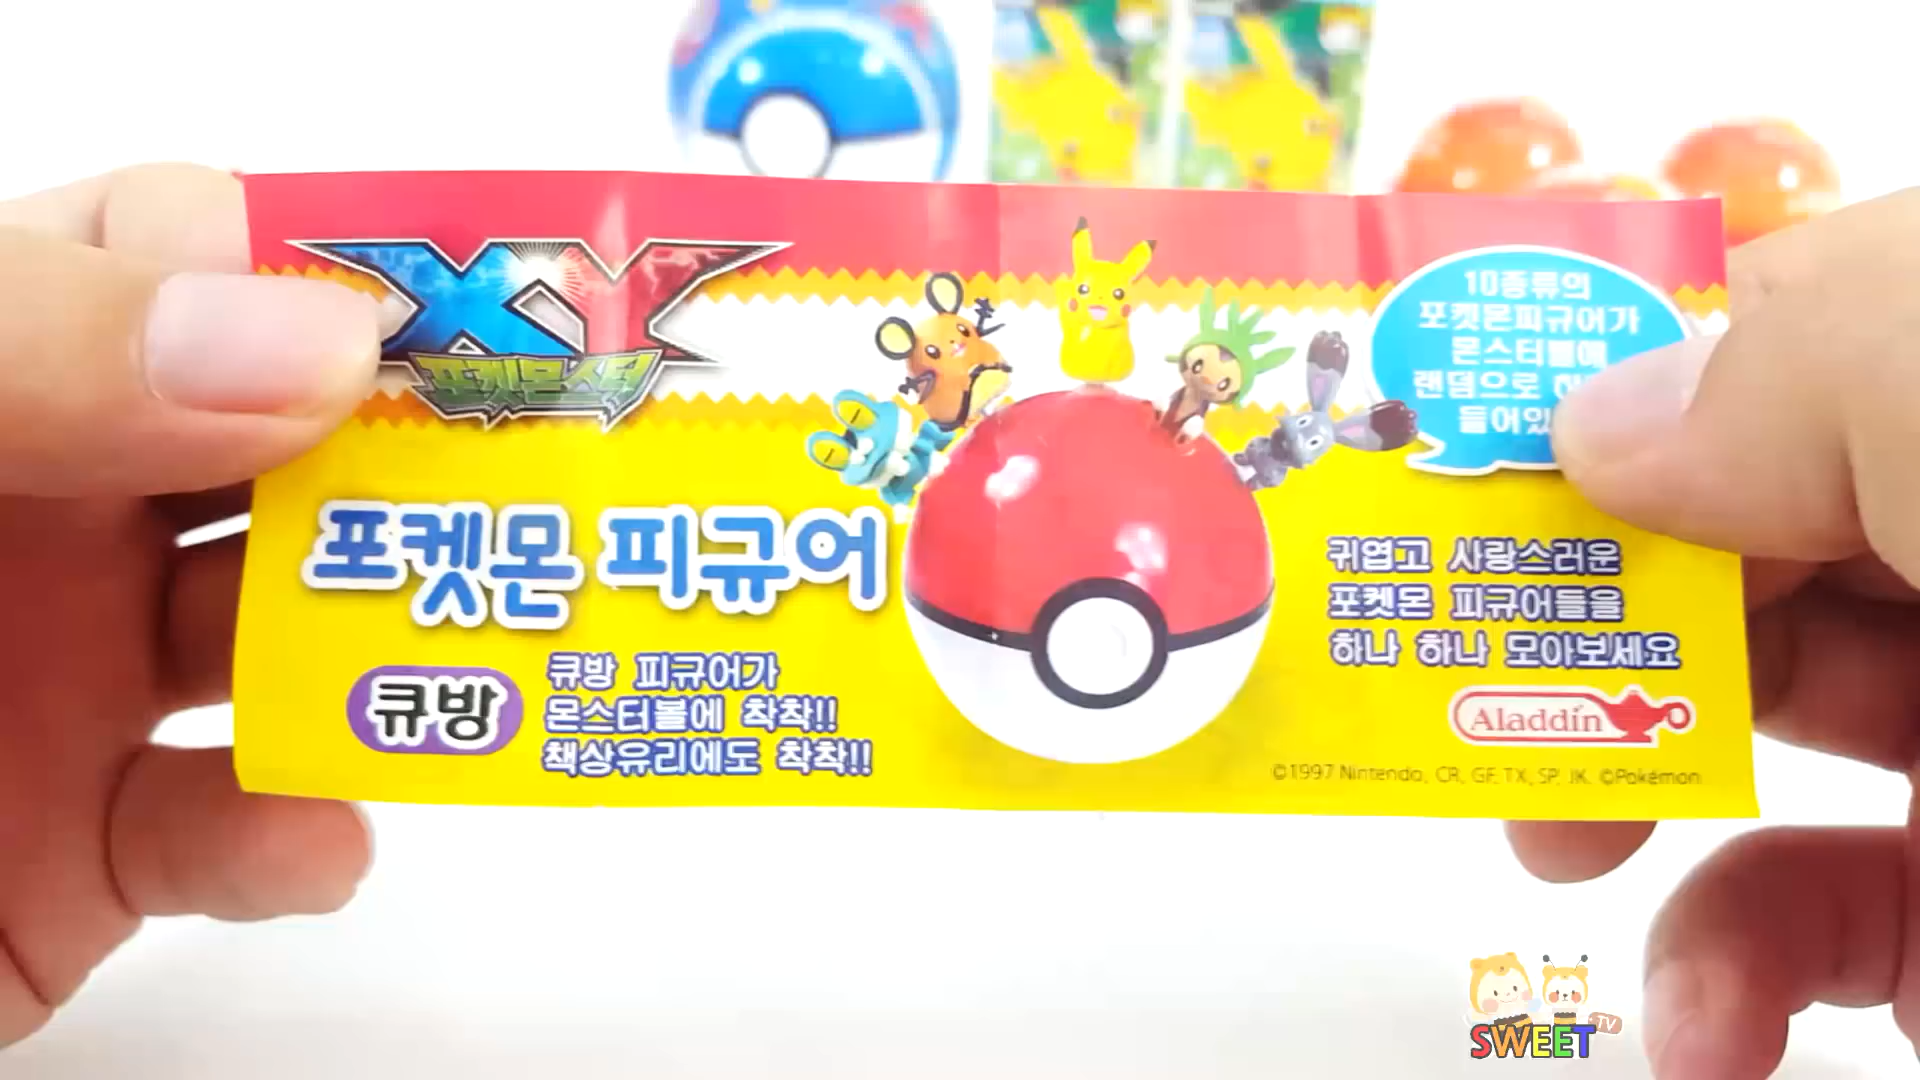 XY
포켓몬스터
10종류의
포켓몬피규어가
몬스터볼에
랜덤으로
들어있
포켓몬 피규어
큐방
큐방 피규어가
몬스터볼에 착착!!
책상유리에도 착착!!
귀엽고 사랑스러운
포켓몬 피규어들을
하나 하나 모아보세요
Aladdin
©1997 Nintendo, CR, GF, TX, SP, JK. ©Pokémon
SWEET TV